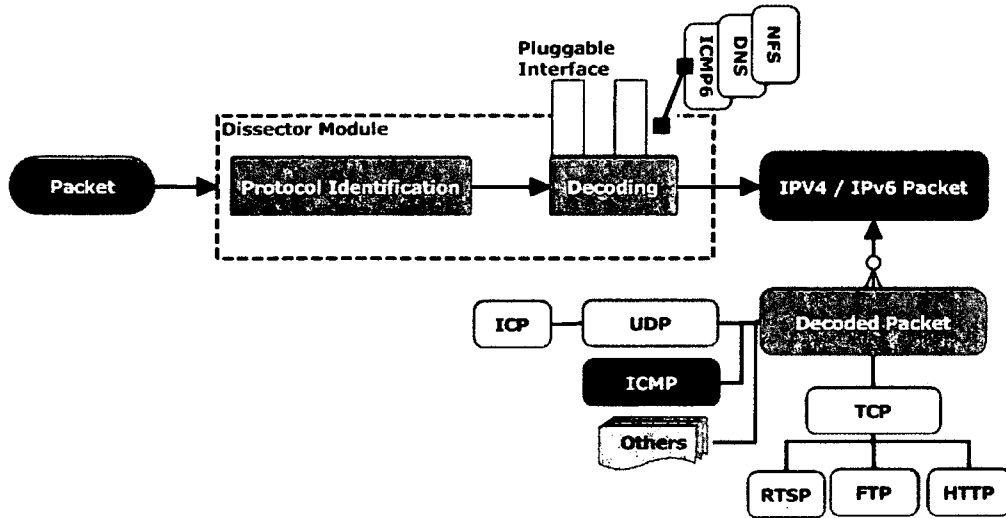 Pluggable
Interface
ICMP6
DNS
NFS
Dissector Module
Packet
Protocol Identification
Decoding
IPV4 / IPv6 Packet
ICP
UDP
Decoded Packet
ICMP
TCP
Others
RTSP
FTP
HTTP